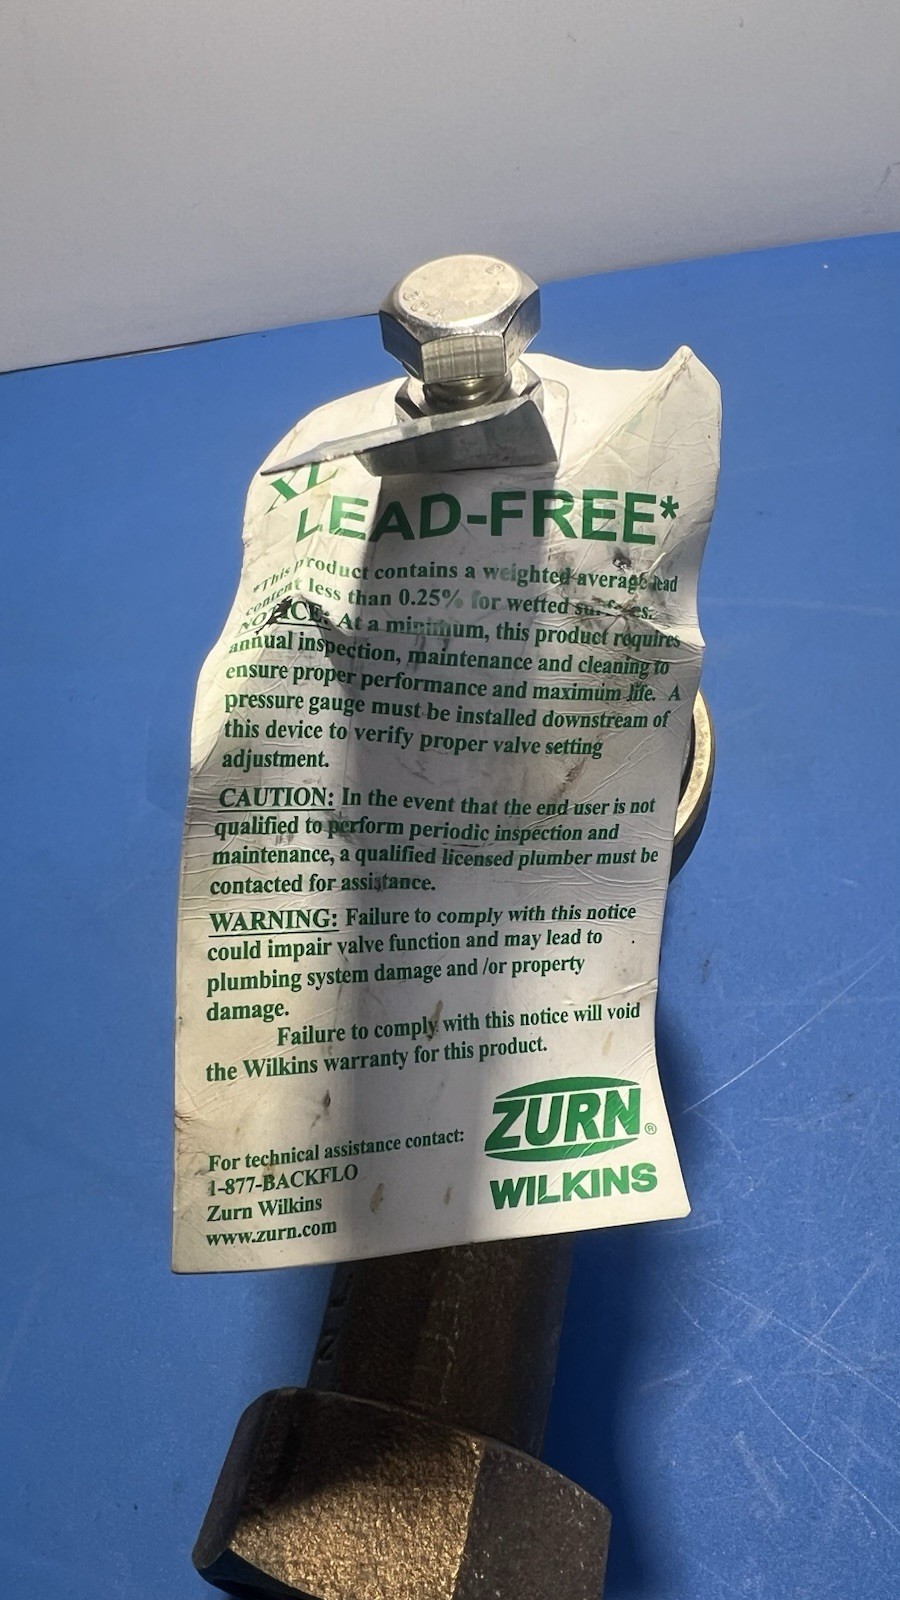 XL
LEAD-FREE*
*This product contains a weighted average lead
content less than 0.25% for wetted surfaces.
NOTICE: At a minimum, this product requires
annual inspection, maintenance and cleaning to
ensure proper performance and maximum life. A
pressure gauge must be installed downstream of
this device to verify proper valve setting
adjustment.
CAUTION: In the event that the end user is not
qualified to perform periodic inspection and
maintenance, a qualified licensed plumber must be
contacted for assistance.
WARNING: Failure to comply with this notice
could impair valve function and may lead to
plumbing system damage and /or property
damage.
Failure to comply with this notice will void
the Wilkins warranty for this product.
For technical assistance contact:
1-877-BACKFLO
Zurn Wilkins
www.zurn.com
ZURN®
WILKINS